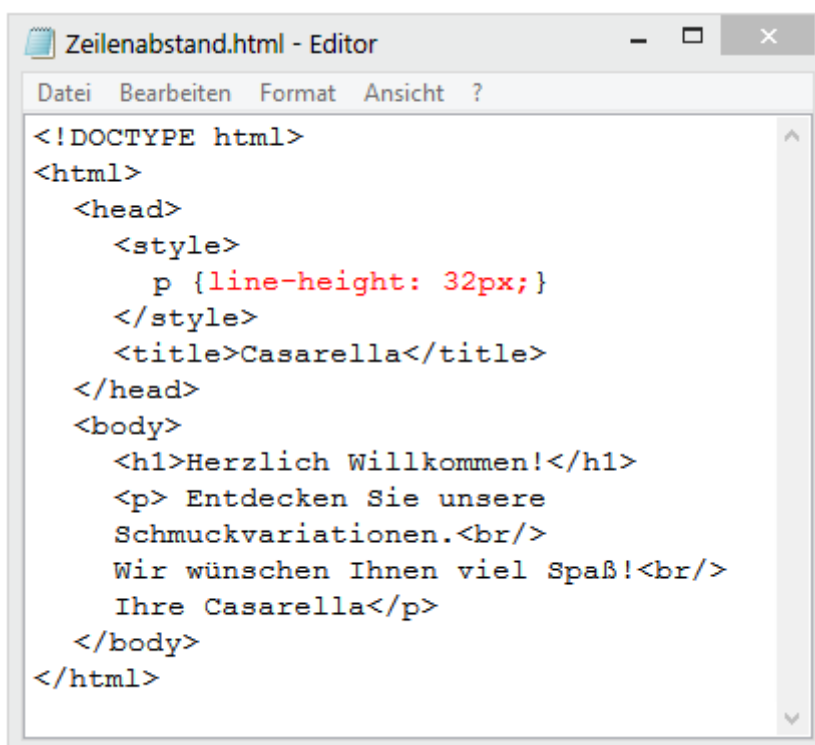 Zeilenabstand.html - Editor
Datei Bearbeiten Format Ansicht ?
<!DOCTYPE html>
<html>
<head>
<style>
p {line-height: 32px;}
</style>
<title>Casarella</title>
</head>
<body>
<h1>Herzlich Willkommen!</h1>
<p> Entdecken Sie unsere
Schmuckvariationen.<br/>
Wir wünschen Ihnen viel Spaß!<br/>
Ihre Casarella</p>
</body>
</html>